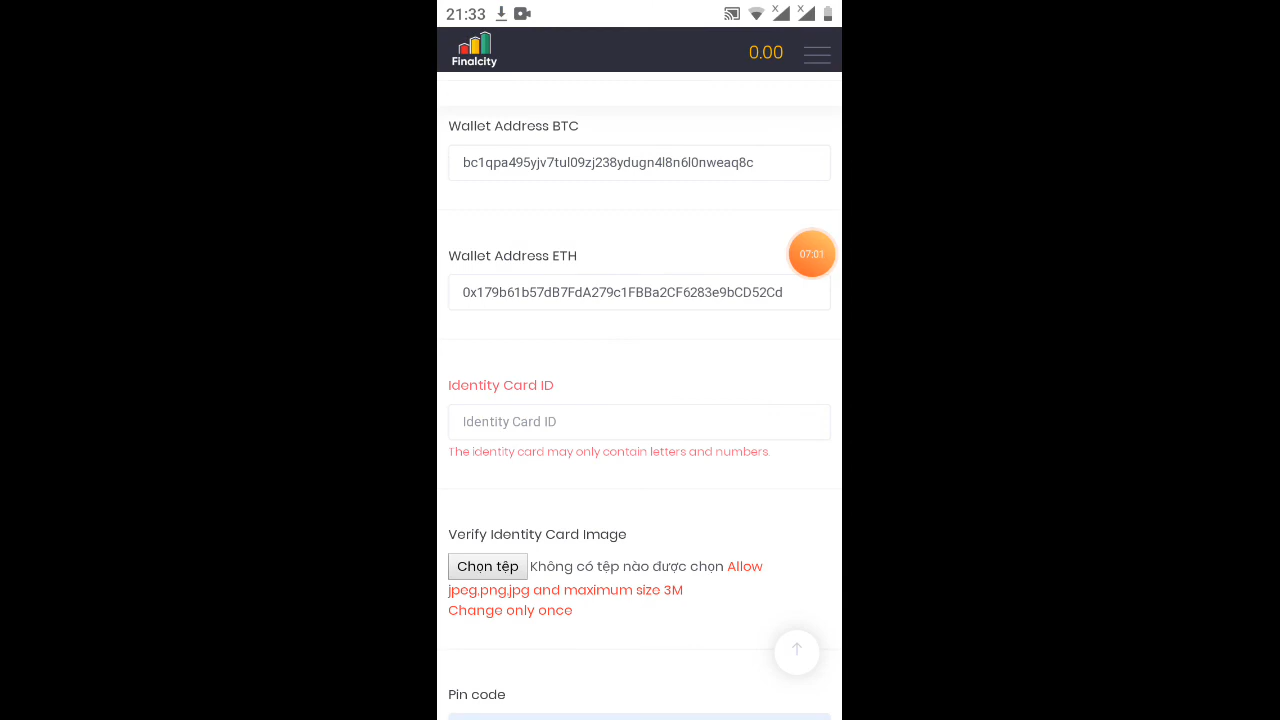 21:33
Finalcity
0.00
Wallet Address BTC
bc1qpa495yjv7tul09zj238ydugn4l8n6l0nweaq8c
Wallet Address ETH
07:01
0x179b61b57dB7FdA279c1FBBa2CF6283e9bCD52Cd
Identity Card ID
Identity Card ID
The identity card may only contain letters and numbers.
Verify Identity Card Image
Chọn tệp Không có tệp nào được chọn Allow
jpeg,png,jpg and maximum size 3M
Change only once
Pin code